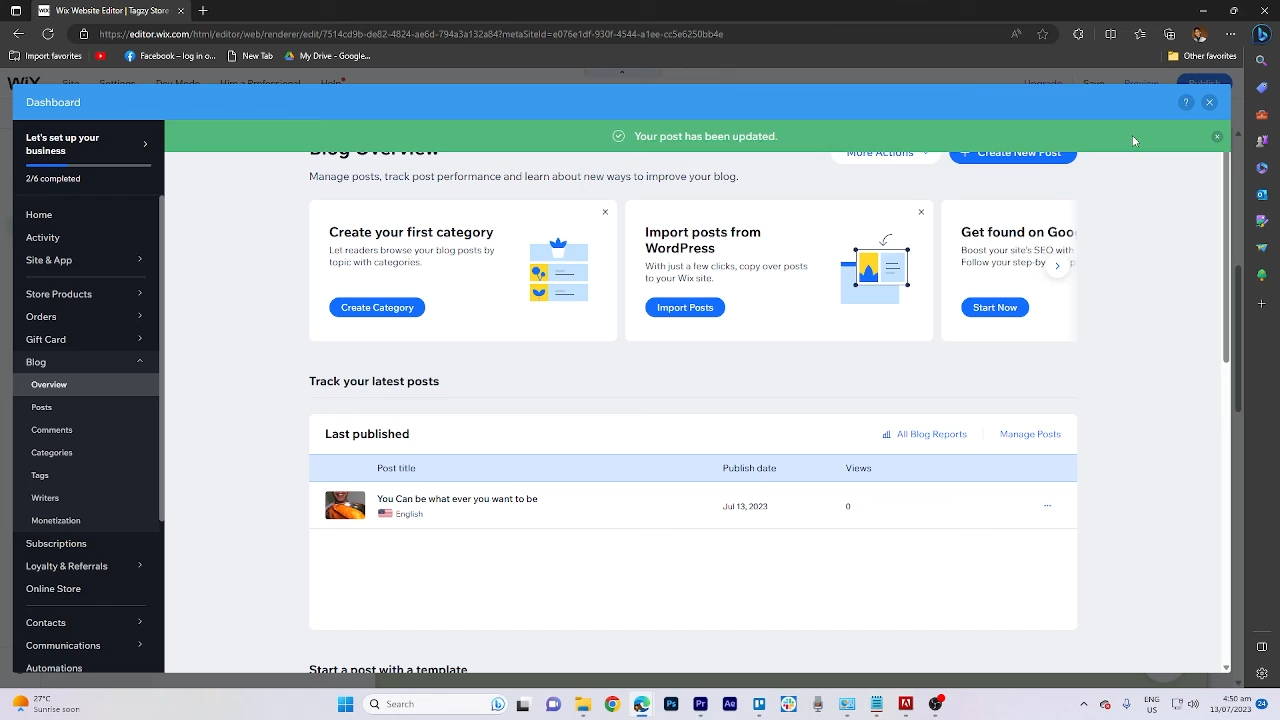 Wix Website Editor | Tagzy Store
https://editor.wix.com/html/editor/web/renderer/edit/7514cd9b-de82-4824-ae6d-794a3a132a84?metaSiteId=e076e1df-930f-4544-a1ee-cc5e6250bb4e
Import favorites
Facebook – log in o...
New Tab
My Drive – Google...
Other favorites
WIX
Site
Settings
Dev Mode
Hire a Professional
Help
Upgrade
Save
Preview
Publish
Dashboard
?
Let's set up your
business
2/6 completed
Your post has been updated.
Home
Activity
Site & App
Store Products
Orders
Gift Card
Blog
Overview
Posts
Comments
Categories
Tags
Writers
Monetization
Subscriptions
Loyalty & Referrals
Online Store
Contacts
Communications
Automations
Blog Overview
More Actions
+ Create New Post
Manage posts, track post performance and learn about new ways to improve your blog.
Create your first category
Let readers browse your blog posts by
topic with categories.
Create Category
Import posts from
WordPress
With just a few clicks, copy over posts
to your Wix site.
Import Posts
Get found on Goo
Boost your site's SEO with
Follow your step-by
Start Now
Track your latest posts
Last published
All Blog Reports
Manage Posts
Post title
Publish date
Views
You Can be what ever you want to be
English
Jul 13, 2023
0
Start a post with a template
27°C
Sunrise soon
Search
ENG
US
4:50 am
13/07/2023